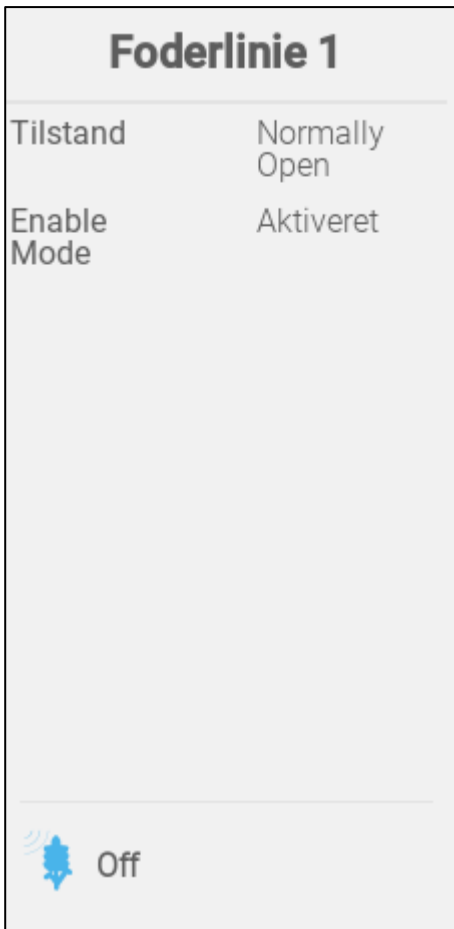 Foderlinie 1
Tilstand Normally
Open
Enable Aktiveret
Mode
Off